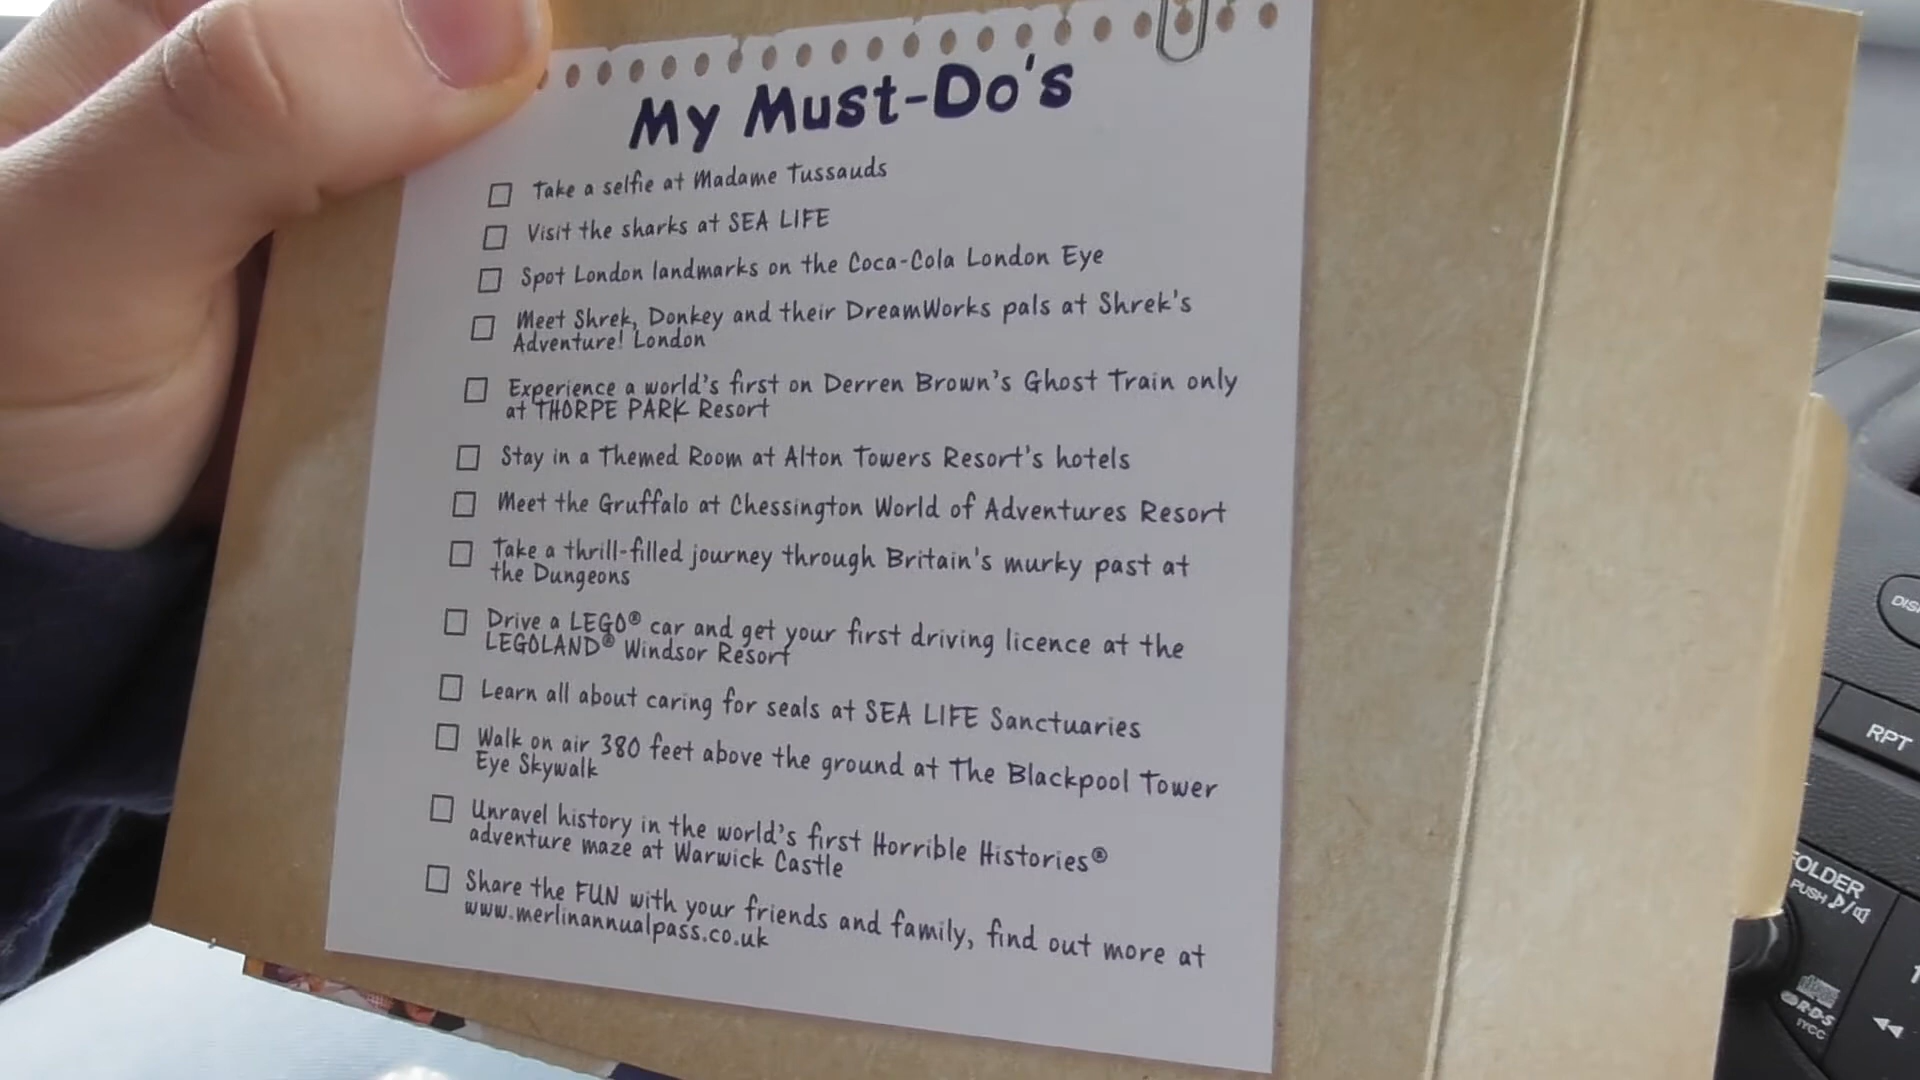 My Must-Do's
Take a selfie at Madame Tussauds
Visit the sharks at SEA LIFE
Spot London landmarks on the Coca-Cola London Eye
Meet Shrek, Donkey and their DreamWorks pals at Shrek's
Adventure! London
Experience a world's first on Derren Brown's Ghost Train only
at THORPE PARK Resort
Stay in a Themed Room at Alton Towers Resort's hotels
Meet the Gruffalo at Chessington World of Adventures Resort
Take a thrill-filled journey through Britain's murky past at
the Dungeons
Drive a LEGO® car and get your first driving licence at the
LEGOLAND® Windsor Resort
Learn all about caring for seals at SEA LIFE Sanctuaries
Walk on air 380 feet above the ground at The Blackpool Tower
Eye Skywalk
Unravel history in the world's first Horrible Histories®
adventure maze at Warwick Castle
Share the FUN with your friends and family, find out more at
www.merlinannualpass.co.uk
RPT
FOLDER
PUSH
R·D·S